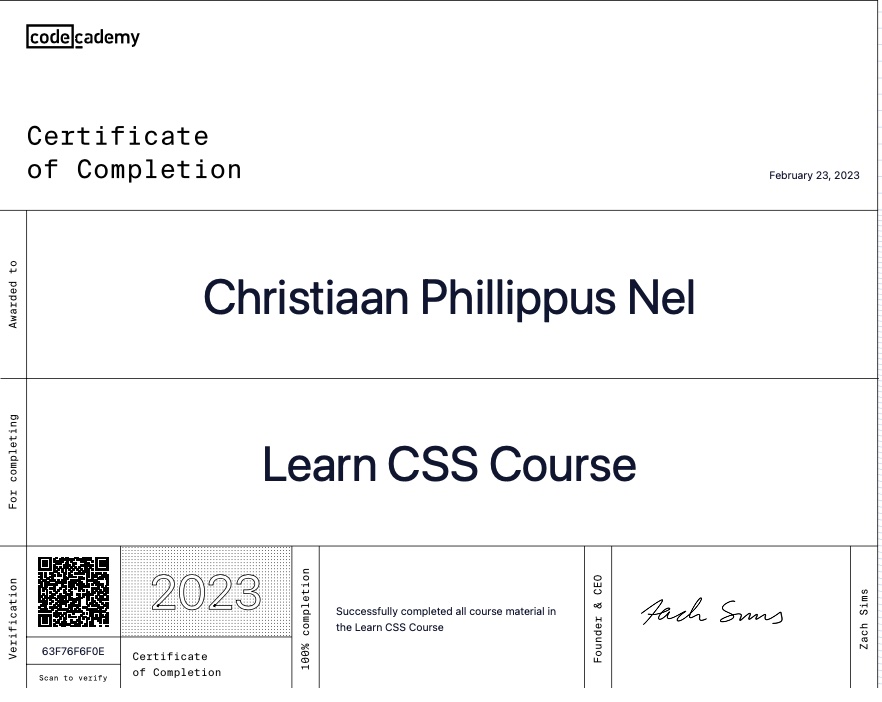 codecademy
Certificate
of Completion
February 23, 2023
Awarded to
Christiaan Phillippus Nel
For completing
Learn CSS Course
Verification
63F76F6F0E
Scan to verify
2023
Certificate
of Completion
100% completion
Successfully completed all course material in
the Learn CSS Course
Founder & CEO
Zach Sims
Zach Sims